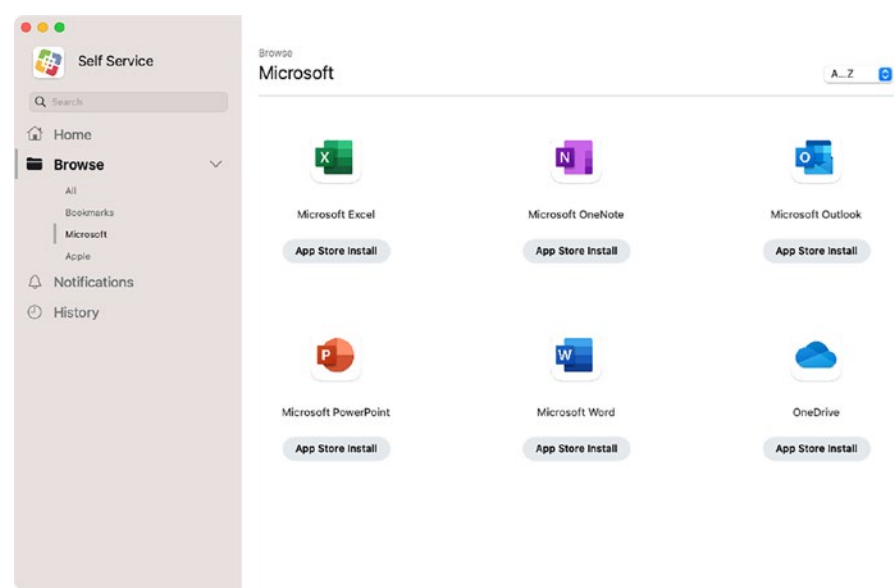 Self Service
Search
Home
Browse
All
Bookmarks
Microsoft
Apple
Notifications
History
Browse
Microsoft
A...Z
X
N
O
Microsoft Excel
Microsoft OneNote
Microsoft Outlook
App Store Install
App Store Install
App Store Install
P
W
Microsoft PowerPoint
Microsoft Word
OneDrive
App Store Install
App Store Install
App Store Install